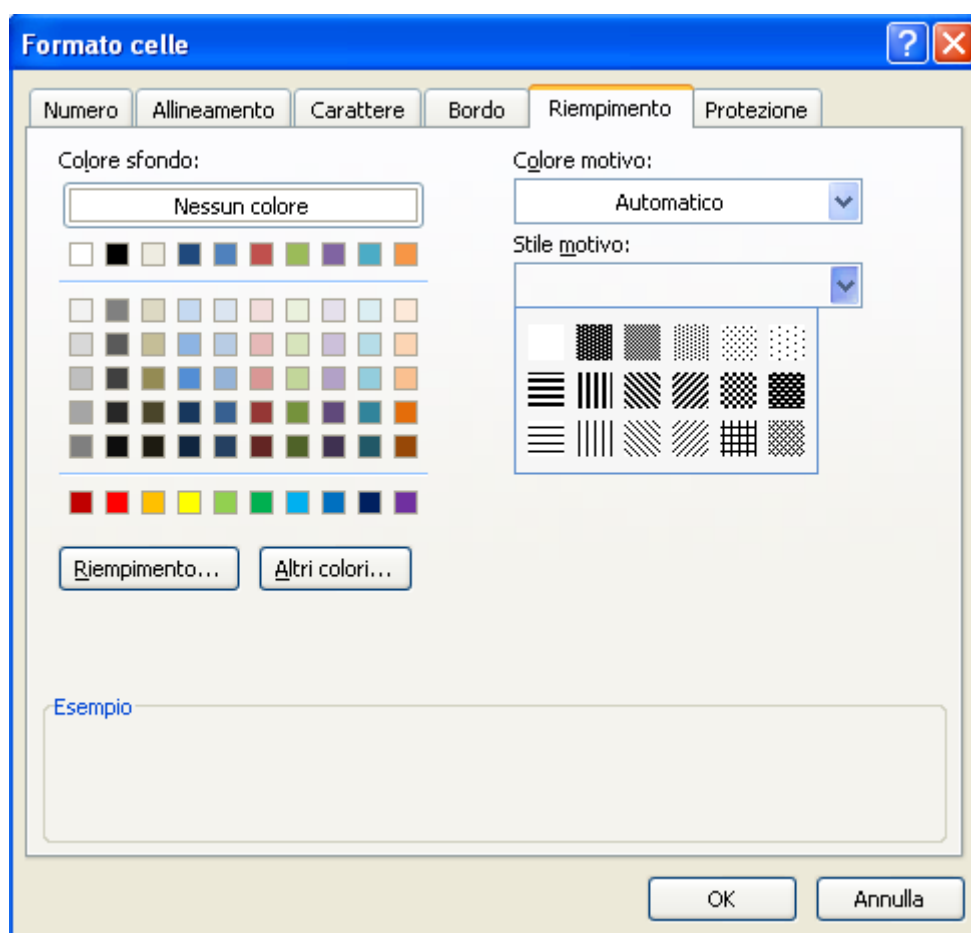 Formato celle
Numero Allineamento Carattere Bordo Riempimento Protezione
Colore sfondo:
Nessun colore
Colore motivo:
Automatico
Stile motivo:
Riempimento... Altri colori...
Esempio
OK Annulla